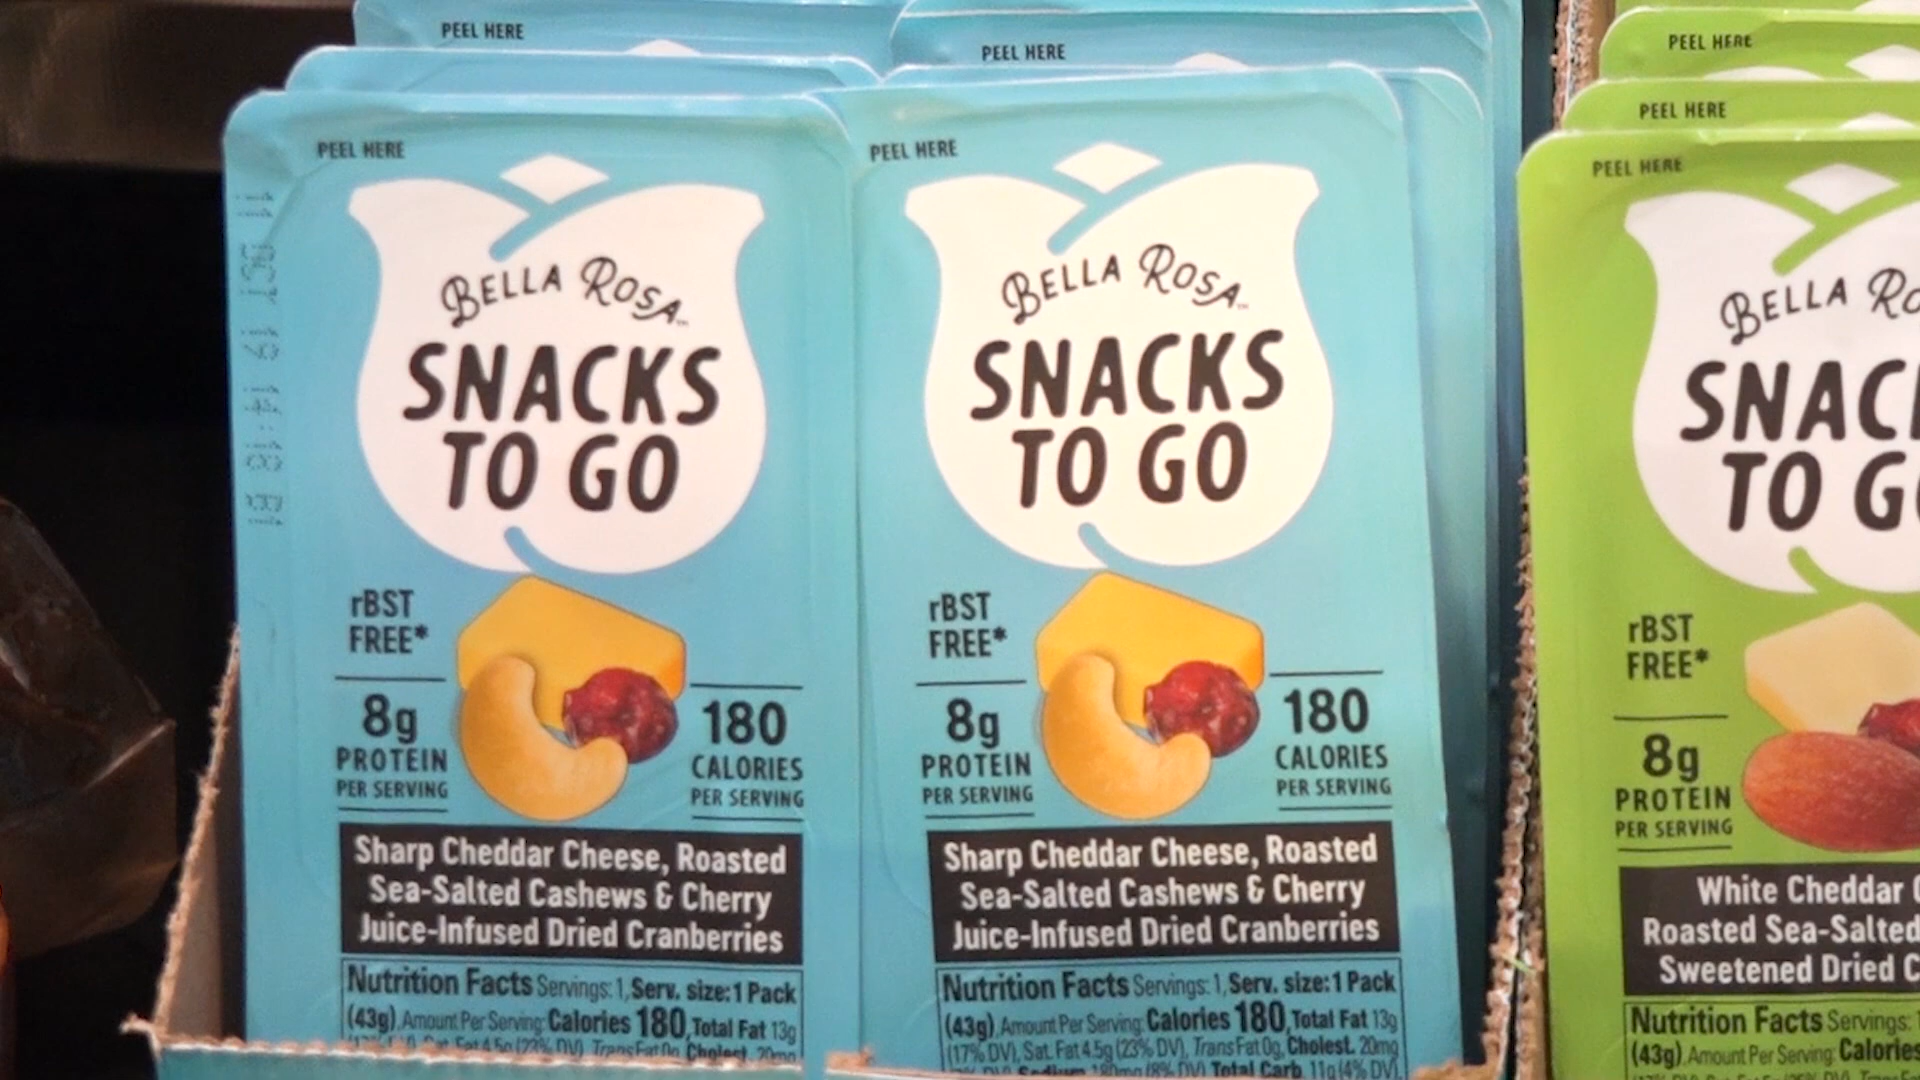 PEEL HERE
PEEL HERE
PEEL HERE
BELLA ROSA™
SNACKS
TO GO
rBST
FREE*
8g
PROTEIN
PER SERVING
180
CALORIES
PER SERVING
Sharp Cheddar Cheese, Roasted
Sea-Salted Cashews & Cherry
Juice-Infused Dried Cranberries
Nutrition Facts Servings: 1, Serv. size: 1 Pack
(43g), Amount Per Serving: Calories 180, Total Fat 13g
PEEL HERE
BELLA ROSA™
SNACKS
TO GO
rBST
FREE*
8g
PROTEIN
PER SERVING
180
CALORIES
PER SERVING
Sharp Cheddar Cheese, Roasted
Sea-Salted Cashews & Cherry
Juice-Infused Dried Cranberries
Nutrition Facts Servings: 1, Serv. size: 1 Pack
(43g), Amount Per Serving: Calories 180, Total Fat 13g
(17% DV), Sat. Fat 4.5g (23% DV), Trans Fat 0g, Cholest. 20mg
PEEL HERE
PEEL HERE
PEEL HERE
BELLA
TO
rBST
FREE*
8g
PROTEIN
PER SERVING
White Cheddar
Roasted Sea-Salted
Sweetened Dried
Nutrition Facts Servings:
(43g), Amount Per Serving: Calories